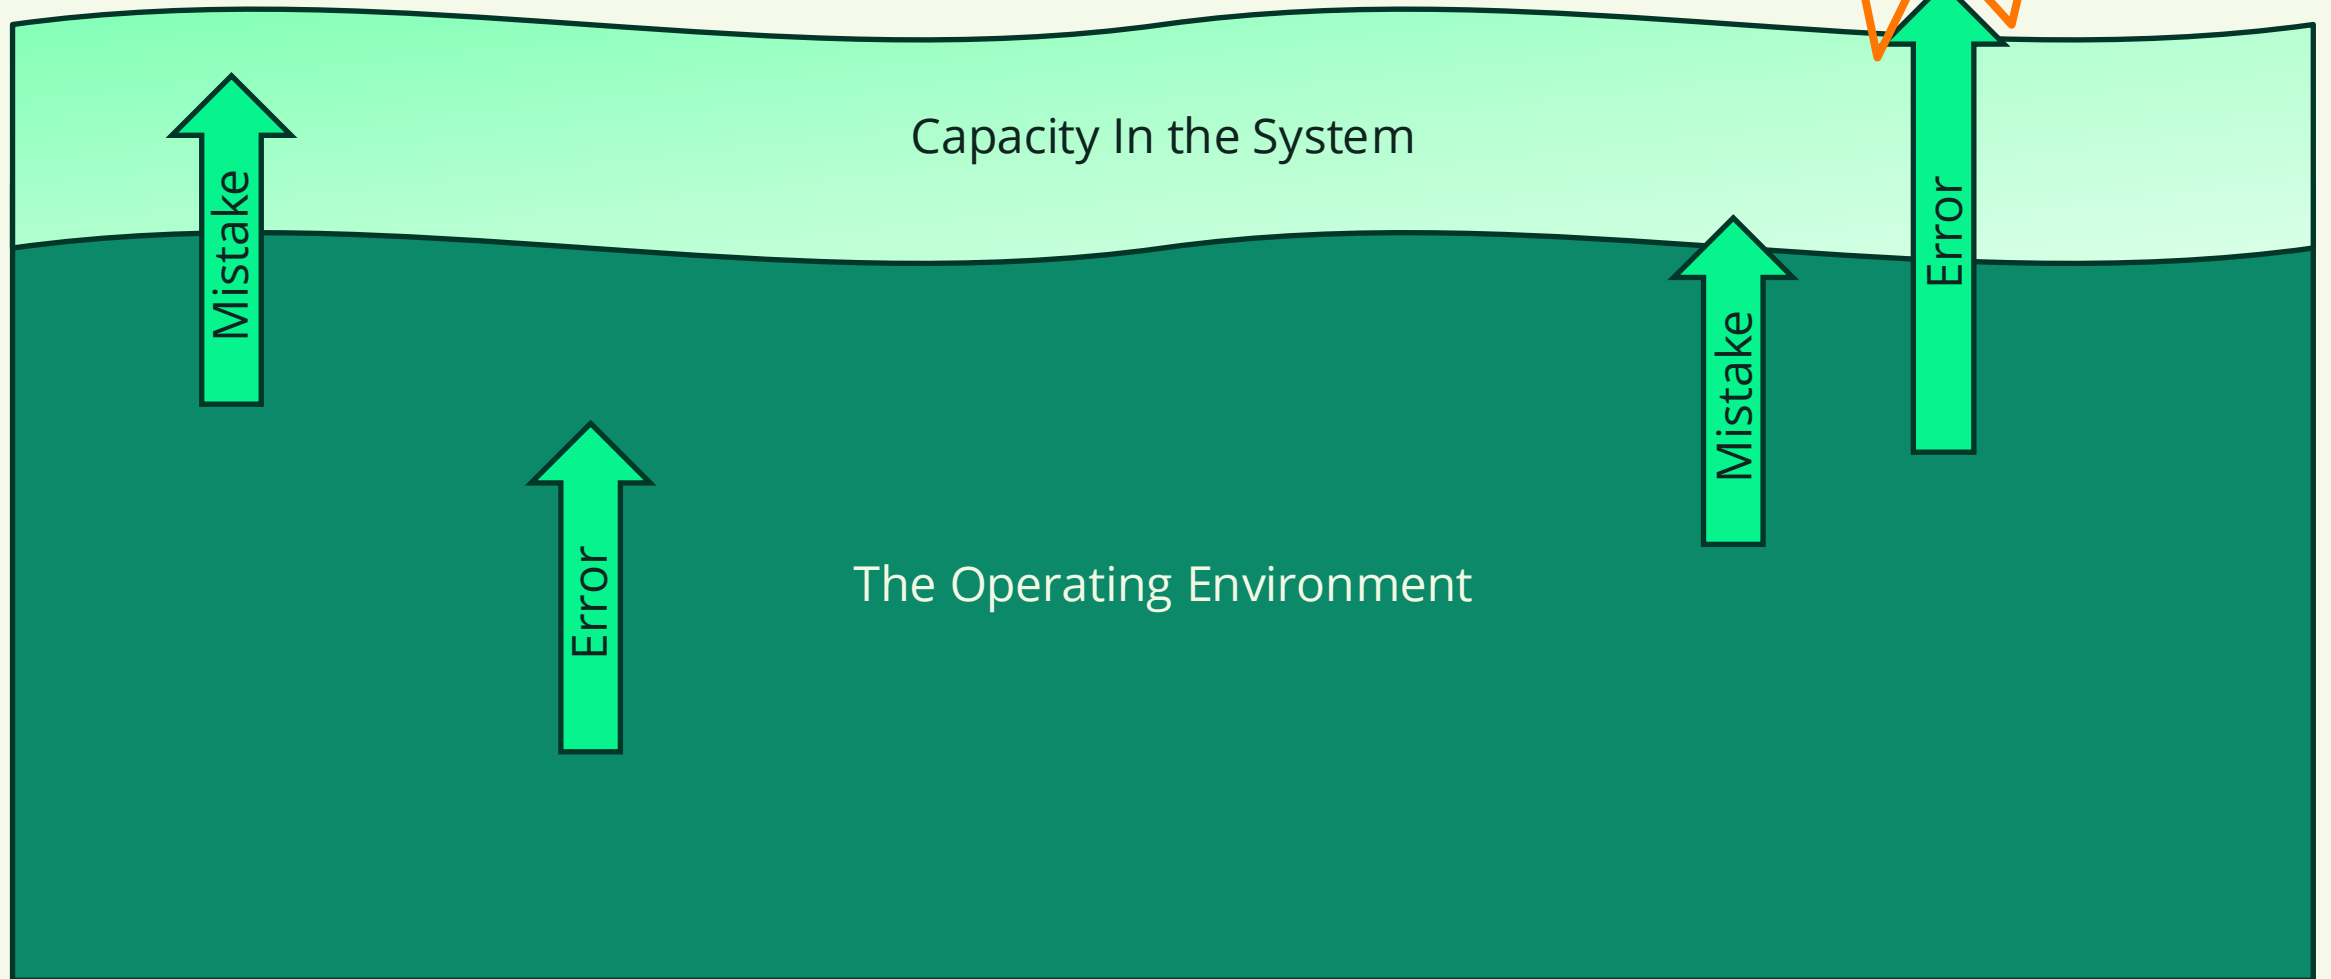 Capacity In the System
Mistake
Error
Mistake
Error
The Operating Environment